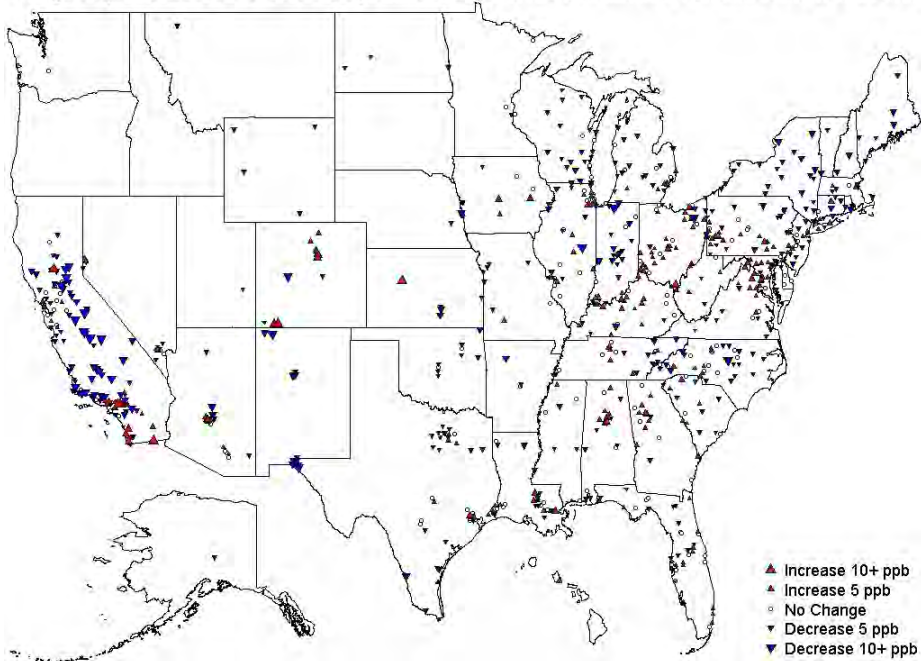 Increase 10+ ppb
Increase 5 ppb
No Change
Decrease 5 ppb
Decrease 10+ ppb